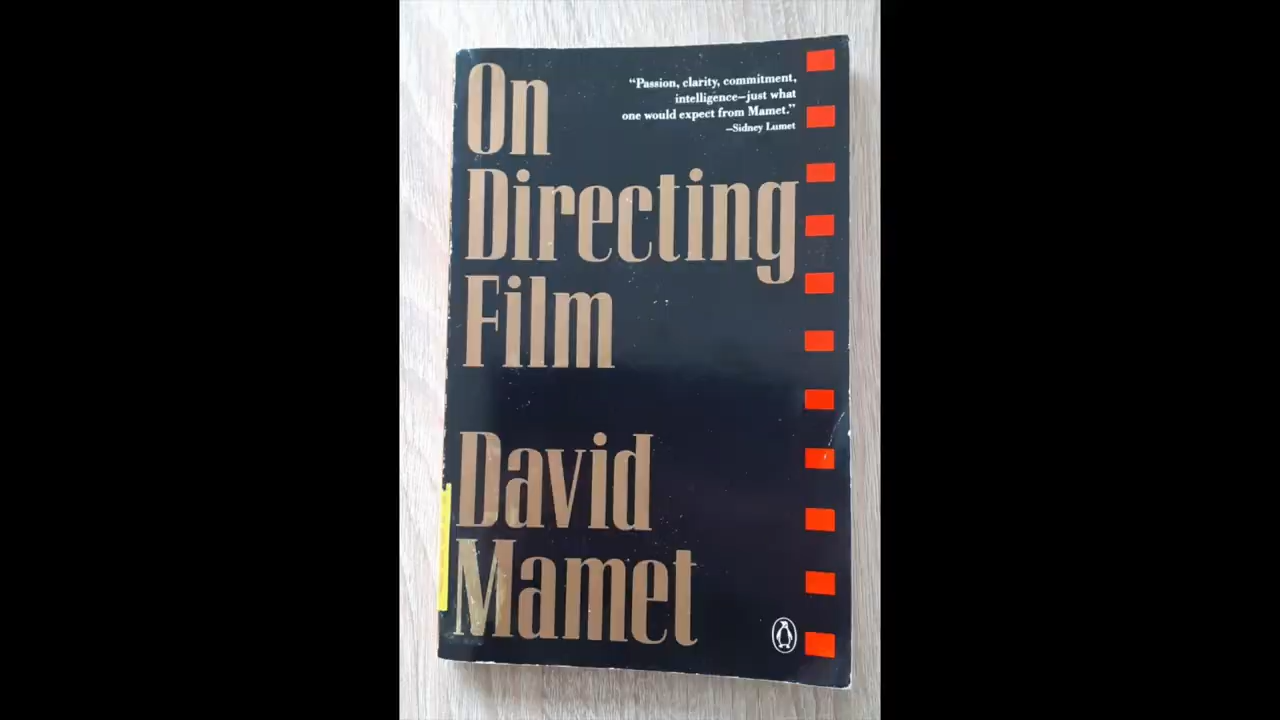 On
Directing
Film
“Passion, clarity, commitment,
intelligence—just what
one would expect from Mamet.”
—Sidney Lumet
David
Mamet